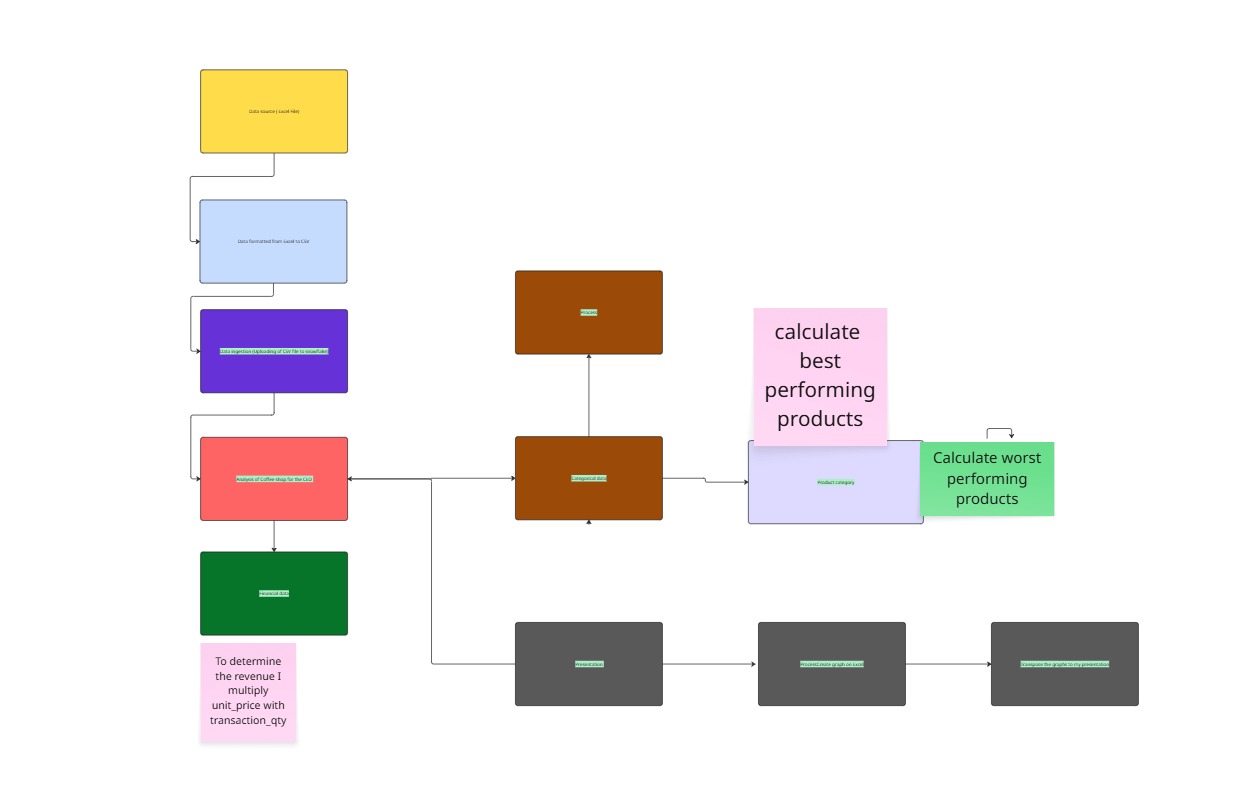 Data source ( Excel File)
Data formatted from Excel to CSV
Data ingestion (Uploading of CSV file to snowflake)
Analysis of Coffee shop for the CEO
Financial data
To determine
the revenue I
multiply
unit_price with
transaction_qty
Process
Categorical data
calculate
best
performing
products
Product category
Calculate worst
performing
products
Presentation
ProcessCreate graph on Excel
Transpose the graphs to my presentation